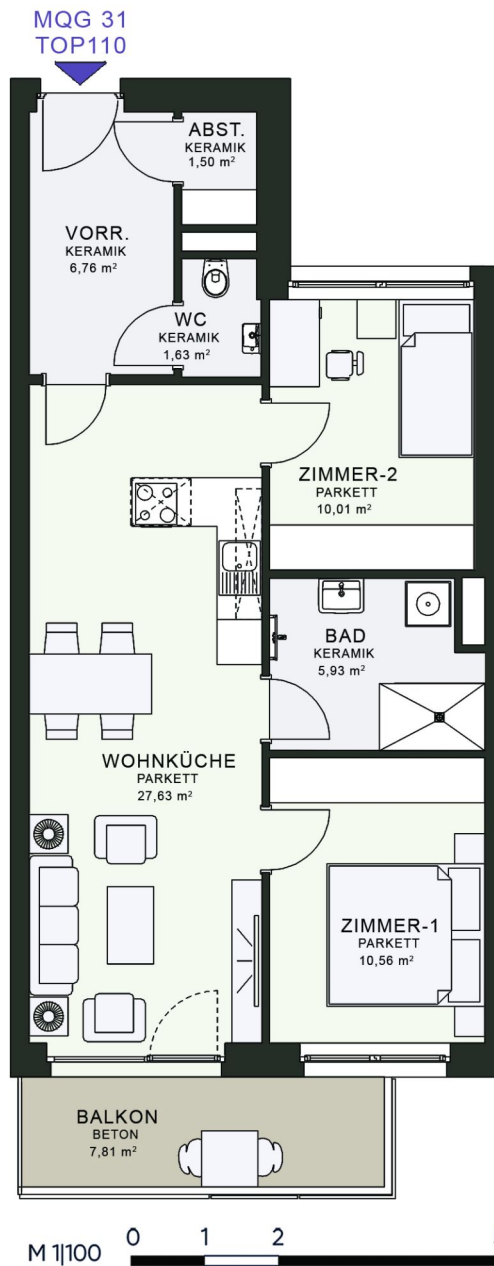 MQG 31
TOP110
ABST.
KERAMIK
1,50 m²
VORR.
KERAMIK
6,76 m²
WC
KERAMIK
1,63 m²
ZIMMER-2
PARKETT
10,01 m²
BAD
KERAMIK
5,93 m²
WOHNKÜCHE
PARKETT
27,63 m²
ZIMMER-1
PARKETT
10,56 m²
BALKON
BETON
7,81 m²
M 1|100 0 1 2